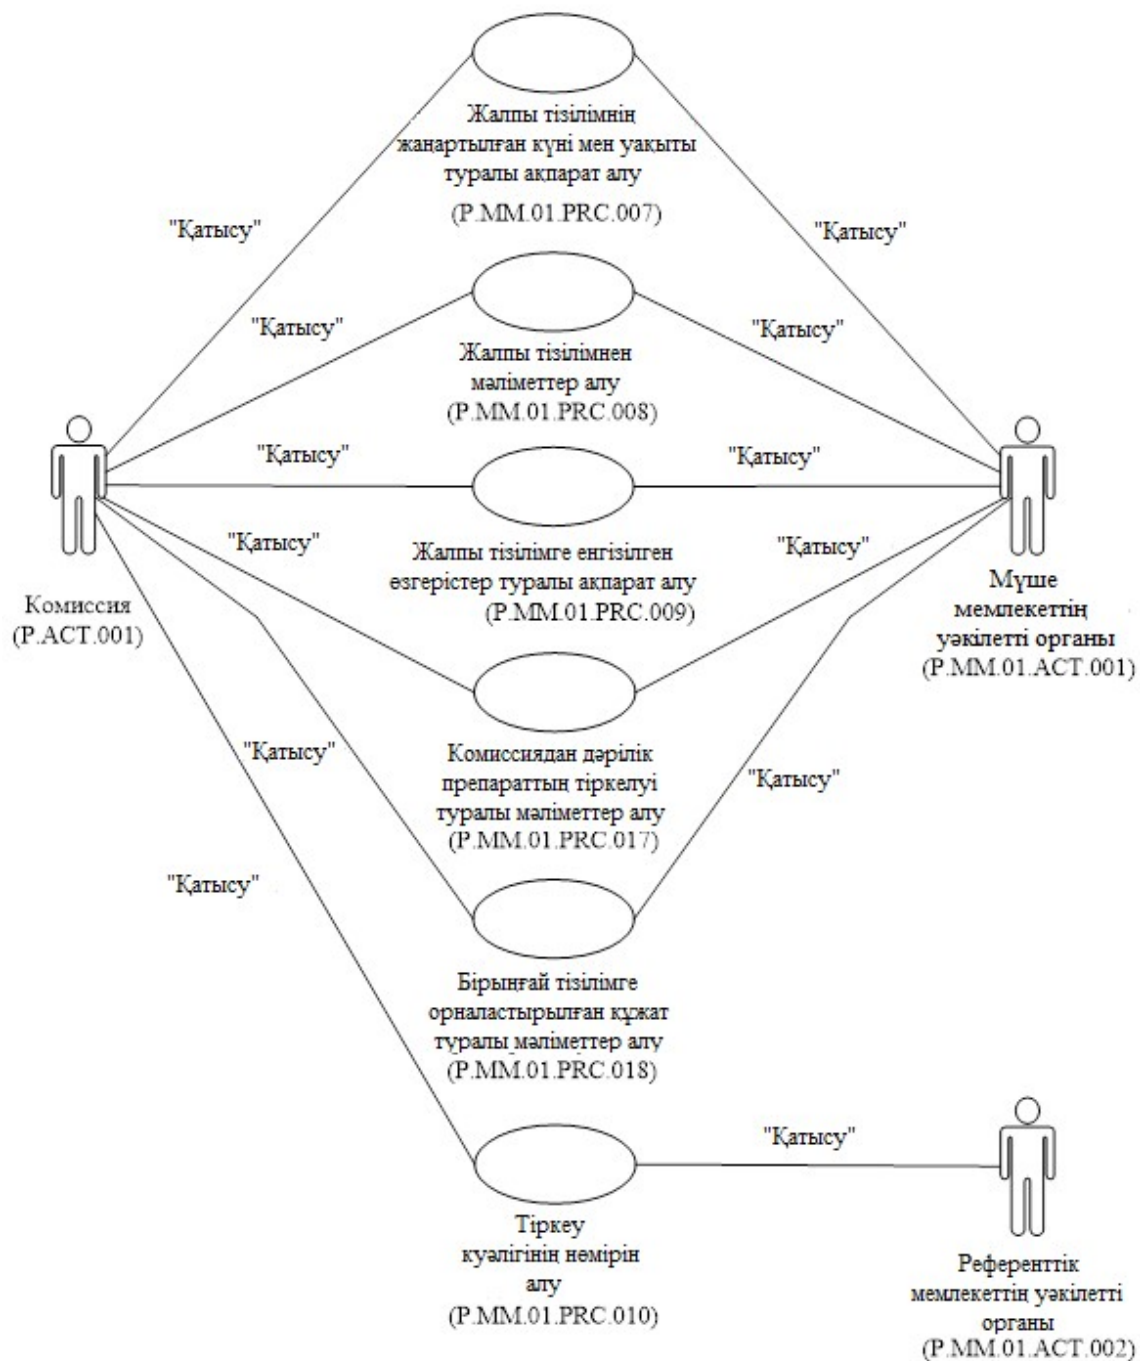 Жалпы тізілімнің
жаңартылған күні мен уақыты
туралы ақпарат алу
(P.MM.01.PRC.007)
"Қатысу"
"Қатысу"
"Қатысу"
"Қатысу"
Жалпы тізілімнен
мәліметтер алу
(P.MM.01.PRC.008)
"Қатысу"
"Қатысу"
"Қатысу"
"Қатысу"
Жалпы тізілімге енгізілген
өзгерістер туралы ақпарат алу
(P.MM.01.PRC.009)
Комиссия
(P.ACT.001)
Мүше
мемлекеттің
уәкілетті органы
(P.MM.01.ACT.001)
"Қатысу"
Комиссиядан дәрілік
препараттың тіркелуі
туралы мәліметтер алу
(P.MM.01.PRC.017)
"Қатысу"
"Қатысу"
Бірыңғай тізілімге
орналастырылған құжат
туралы мәліметтер алу
(P.MM.01.PRC.018)
"Қатысу"
Тіркеу
куәлігінің нөмірін
алу
(P.MM.01.PRC.010)
Референттік
мемлекеттің уәкілетті
органы
(P.MM.01.ACT.002)